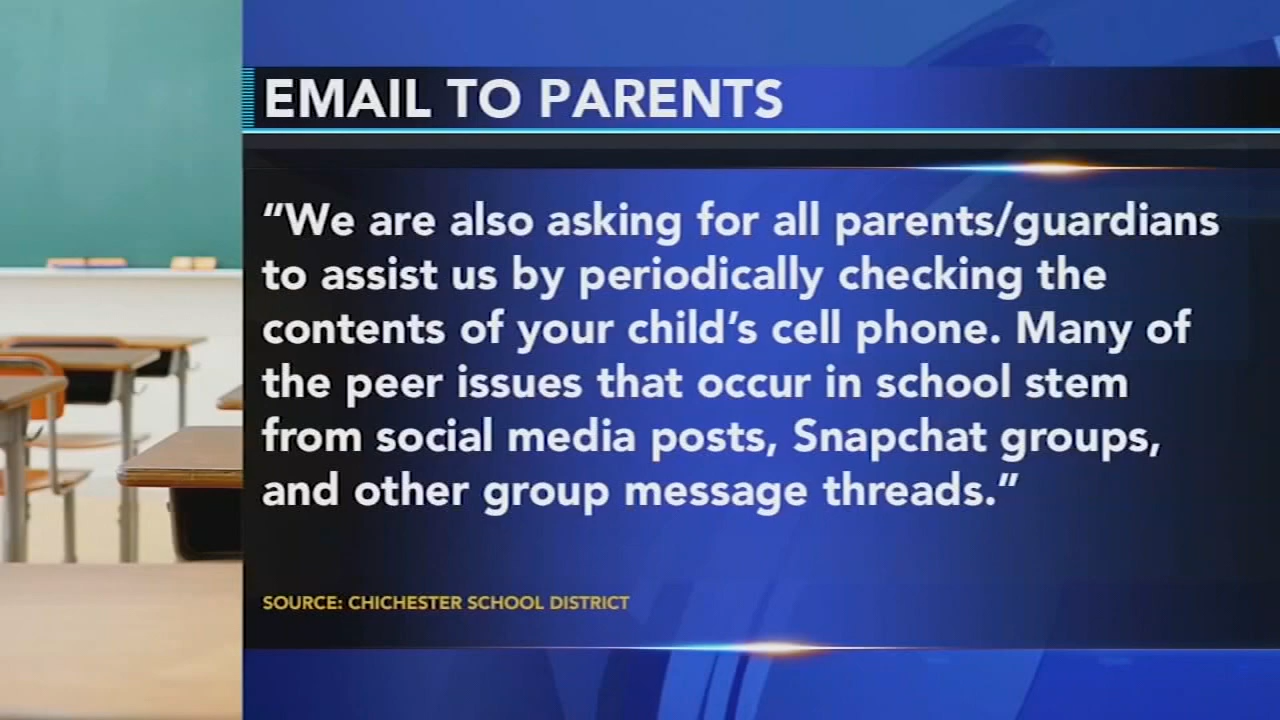 EMAIL TO PARENTS
“We are also asking for all parents/guardians
to assist us by periodically checking the
contents of your child’s cell phone. Many of
the peer issues that occur in school stem
from social media posts, Snapchat groups,
and other group message threads.”
SOURCE: CHICHESTER SCHOOL DISTRICT